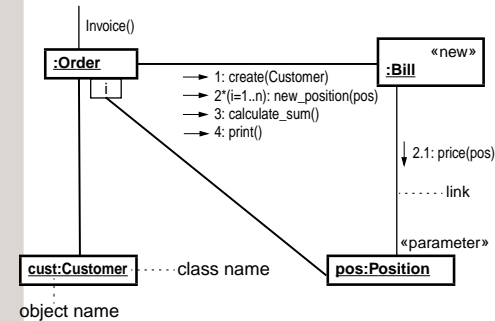 Invoice()
:Order
i
«new»
:Bill
1: create(Customer)
2*(i=1..n): new_position(pos)
3: calculate_sum()
4: print()
2.1: price(pos)
link
«parameter»
cust:Customer
class name
pos:Position
object name